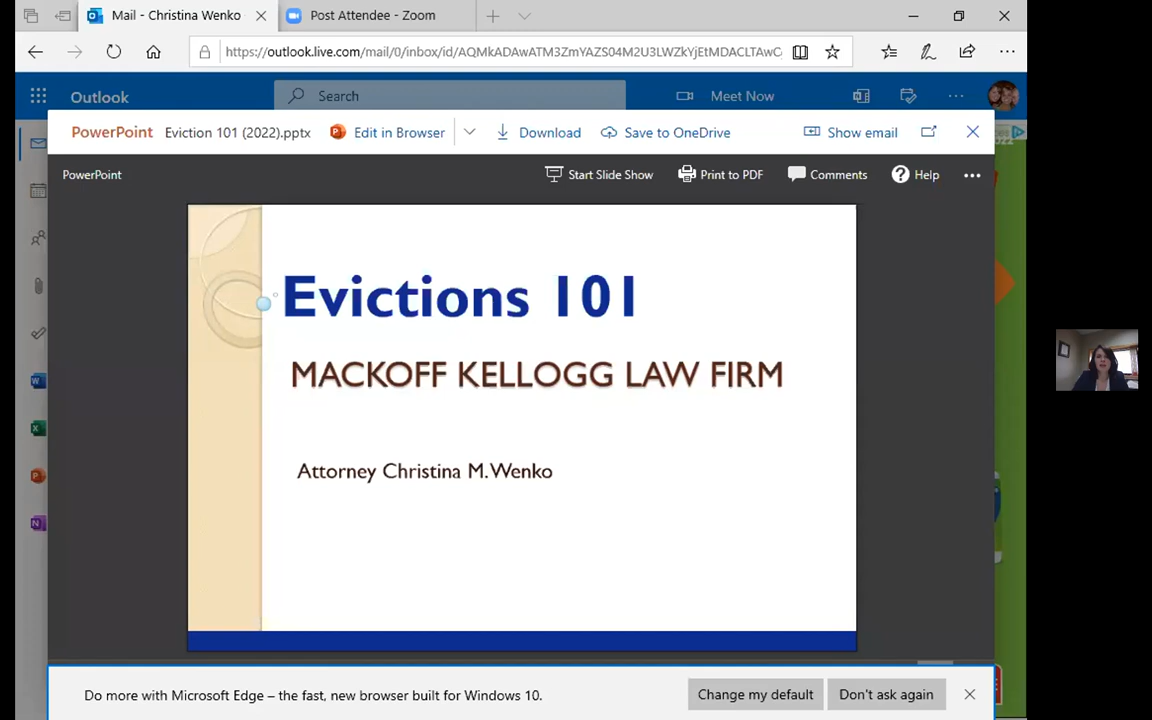 Mail - Christina Wenko
Post Attendee - Zoom
https://outlook.live.com/mail/0/inbox/id/AQMkADAwATM3ZmYAZS04M2U3LWZkYjEtMDACLTAwC
Outlook
Search
Meet Now
PowerPoint Eviction 101 (2022).pptx Edit in Browser Download Save to OneDrive Show email
PowerPoint Start Slide Show Print to PDF Comments Help
Evictions 101
MACKOFF KELLOGG LAW FIRM
Attorney Christina M.Wenko
Do more with Microsoft Edge – the fast, new browser built for Windows 10. Change my default Don't ask again